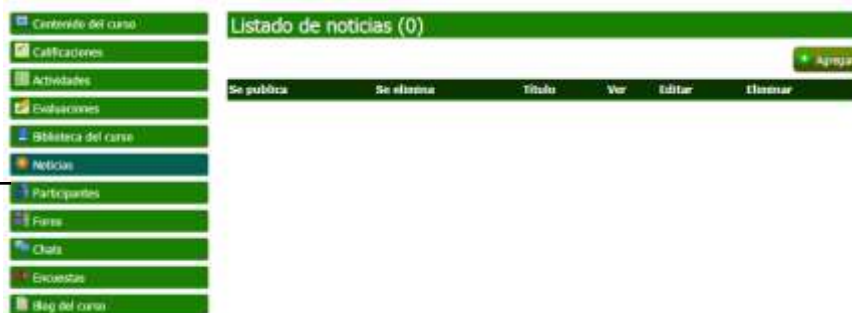 Contenido del curso
Calificaciones
Actividades
Evaluaciones
Biblioteca del curso
Noticias
Participantes
Foros
Chats
Encuestas
Blog del curso
Listado de noticias (0)
Agrega
Se publica Se elimina Título Ver Editar Eliminar